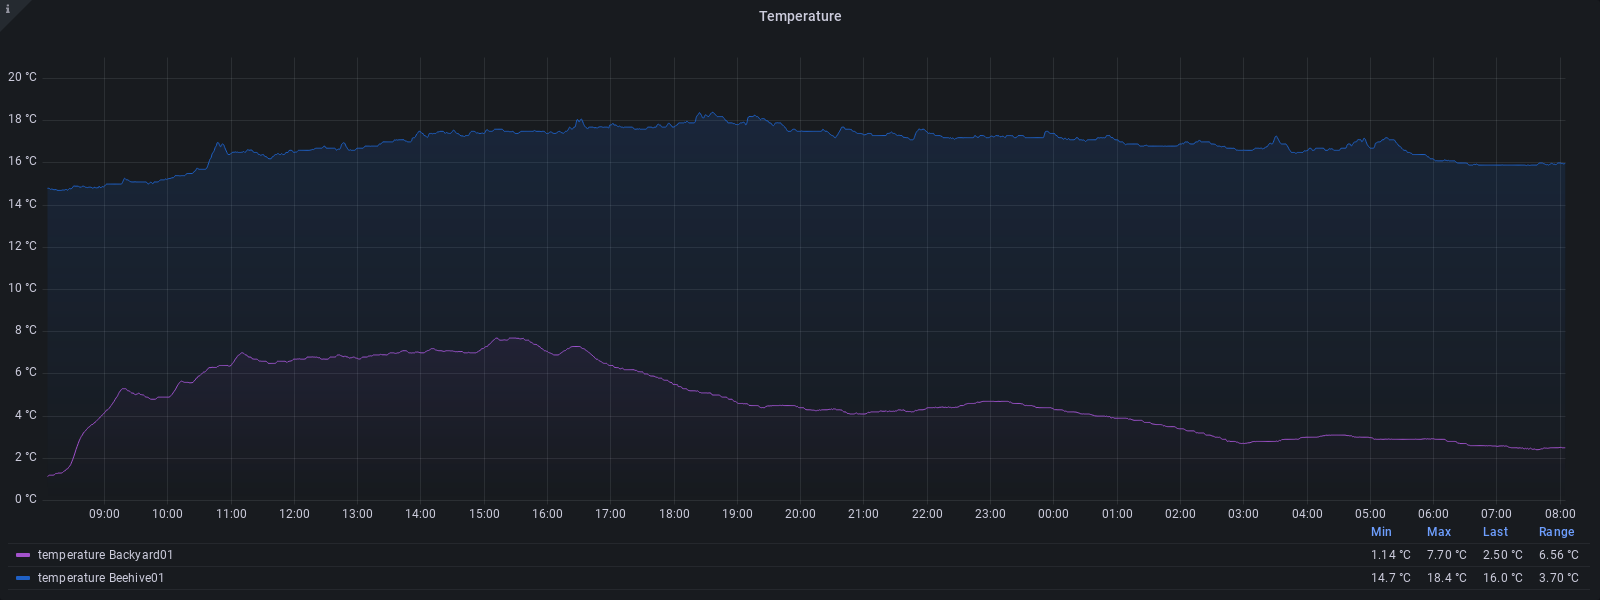 i
Temperature
20 °C
18 °C
16 °C
14 °C
12 °C
10 °C
8 °C
6 °C
4 °C
2 °C
0 °C
09:00 10:00 11:00 12:00 13:00 14:00 15:00 16:00 17:00 18:00 19:00 20:00 21:00 22:00 23:00 00:00 01:00 02:00 03:00 04:00 05:00 06:00 07:00 08:00
Min Max Last Range
temperature Backyard01 1.14 °C 7.70 °C 2.50 °C 6.56 °C
temperature Beehive01 14.7 °C 18.4 °C 16.0 °C 3.70 °C